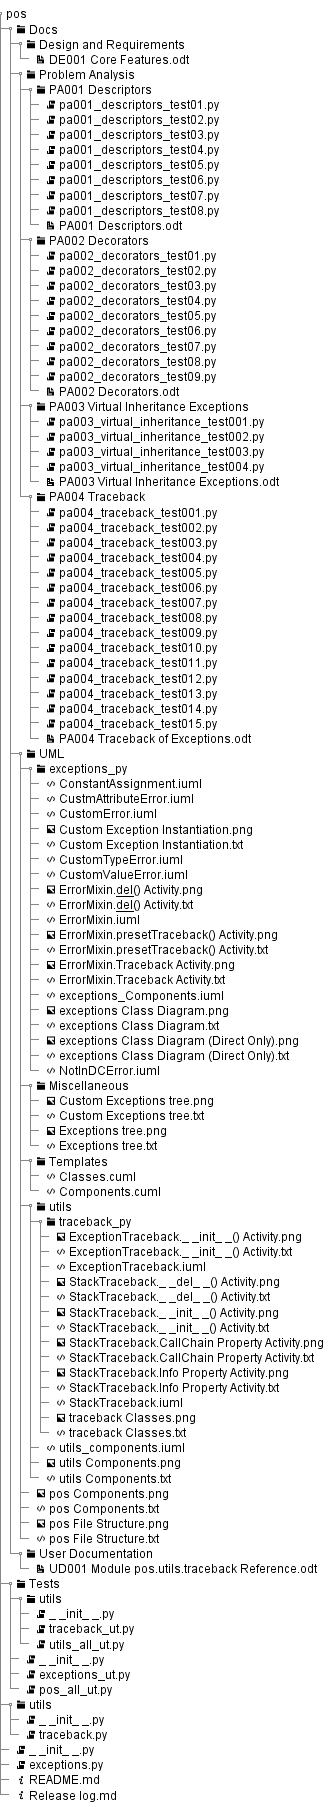 pos
Docs
Design and Requirements
DE001 Core Features.odt
Problem Analysis
PA001 Descriptors
pa001_descriptors_test01.py
pa001_descriptors_test02.py
pa001_descriptors_test03.py
pa001_descriptors_test04.py
pa001_descriptors_test05.py
pa001_descriptors_test06.py
pa001_descriptors_test07.py
pa001_descriptors_test08.py
PA001 Descriptors.odt
PA002 Decorators
pa002_decorators_test01.py
pa002_decorators_test02.py
pa002_decorators_test03.py
pa002_decorators_test04.py
pa002_decorators_test05.py
pa002_decorators_test06.py
pa002_decorators_test07.py
pa002_decorators_test08.py
pa002_decorators_test09.py
PA002 Decorators.odt
PA003 Virtual Inheritance Exceptions
pa003_virtual_inheritance_test001.py
pa003_virtual_inheritance_test002.py
pa003_virtual_inheritance_test003.py
pa003_virtual_inheritance_test004.py
PA003 Virtual Inheritance Exceptions.odt
PA004 Traceback
pa004_traceback_test001.py
pa004_traceback_test002.py
pa004_traceback_test003.py
pa004_traceback_test004.py
pa004_traceback_test005.py
pa004_traceback_test006.py
pa004_traceback_test007.py
pa004_traceback_test008.py
pa004_traceback_test009.py
pa004_traceback_test010.py
pa004_traceback_test011.py
pa004_traceback_test012.py
pa004_traceback_test013.py
pa004_traceback_test014.py
pa004_traceback_test015.py
PA004 Traceback of Exceptions.odt
UML
exceptions_py
ConstantAssignment.iuml
CustmAttributeError.iuml
CustomError.iuml
Custom Exception Instantiation.png
Custom Exception Instantiation.txt
CustomTypeError.iuml
CustomValueError.iuml
ErrorMixin.del() Activity.png
ErrorMixin.del() Activity.txt
ErrorMixin.iuml
ErrorMixin.presetTraceback() Activity.png
ErrorMixin.presetTraceback() Activity.txt
ErrorMixin.Traceback Activity.png
ErrorMixin.Traceback Activity.txt
exceptions_Components.iuml
exceptions Class Diagram.png
exceptions Class Diagram.txt
exceptions Class Diagram (Direct Only).png
exceptions Class Diagram (Direct Only).txt
NotInDCError.iuml
Miscellaneous
Custom Exceptions tree.png
Custom Exceptions tree.txt
Exceptions tree.png
Exceptions tree.txt
Templates
Classes.cuml
Components.cuml
utils
traceback_py
ExceptionTraceback._ _init_ _() Activity.png
ExceptionTraceback._ _init_ _() Activity.txt
ExceptionTraceback.iuml
StackTraceback._ _del_ _() Activity.png
StackTraceback._ _del_ _() Activity.txt
StackTraceback._ _init_ _() Activity.png
StackTraceback._ _init_ _() Activity.txt
StackTraceback.CallChain Property Activity.png
StackTraceback.CallChain Property Activity.txt
StackTraceback.Info Property Activity.png
StackTraceback.Info Property Activity.txt
StackTraceback.iuml
traceback Classes.png
traceback Classes.txt
utils_components.iuml
utils Components.png
utils Components.txt
pos Components.png
pos Components.txt
pos File Structure.png
pos File Structure.txt
User Documentation
UD001 Module pos.utils.traceback Reference.odt
Tests
utils
_ _init_ _.py
traceback_ut.py
utils_all_ut.py
_ _init_ _.py
exceptions_ut.py
pos_all_ut.py
utils
_ _init_ _.py
traceback.py
_ _init_ _.py
exceptions.py
README.md
Release log.md